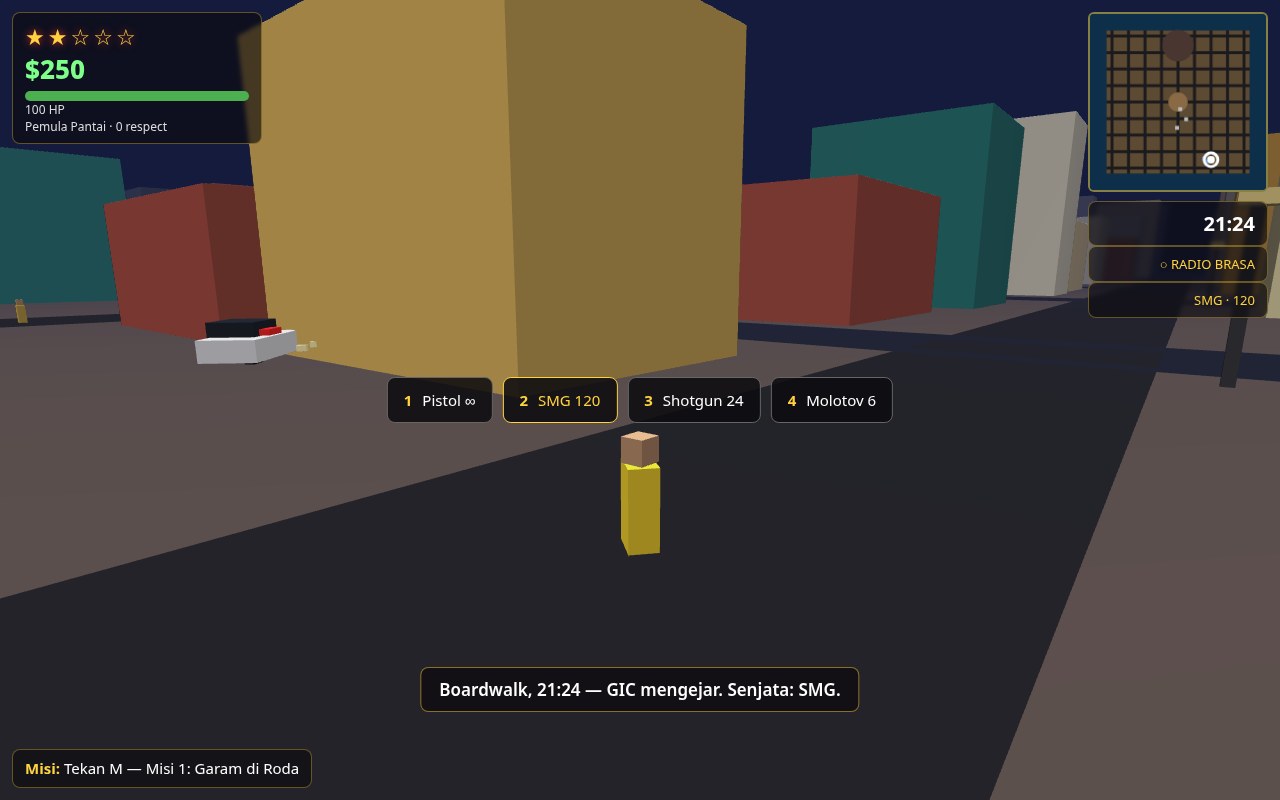 ★★☆☆☆
$250
100 HP
Pemula Pantai · 0 respect
21:24
○ RADIO BRASA
SMG · 120
1 Pistol ∞
2 SMG 120
3 Shotgun 24
4 Molotov 6
Boardwalk, 21:24 — GIC mengejar. Senjata: SMG.
Misi: Tekan M — Misi 1: Garam di Roda